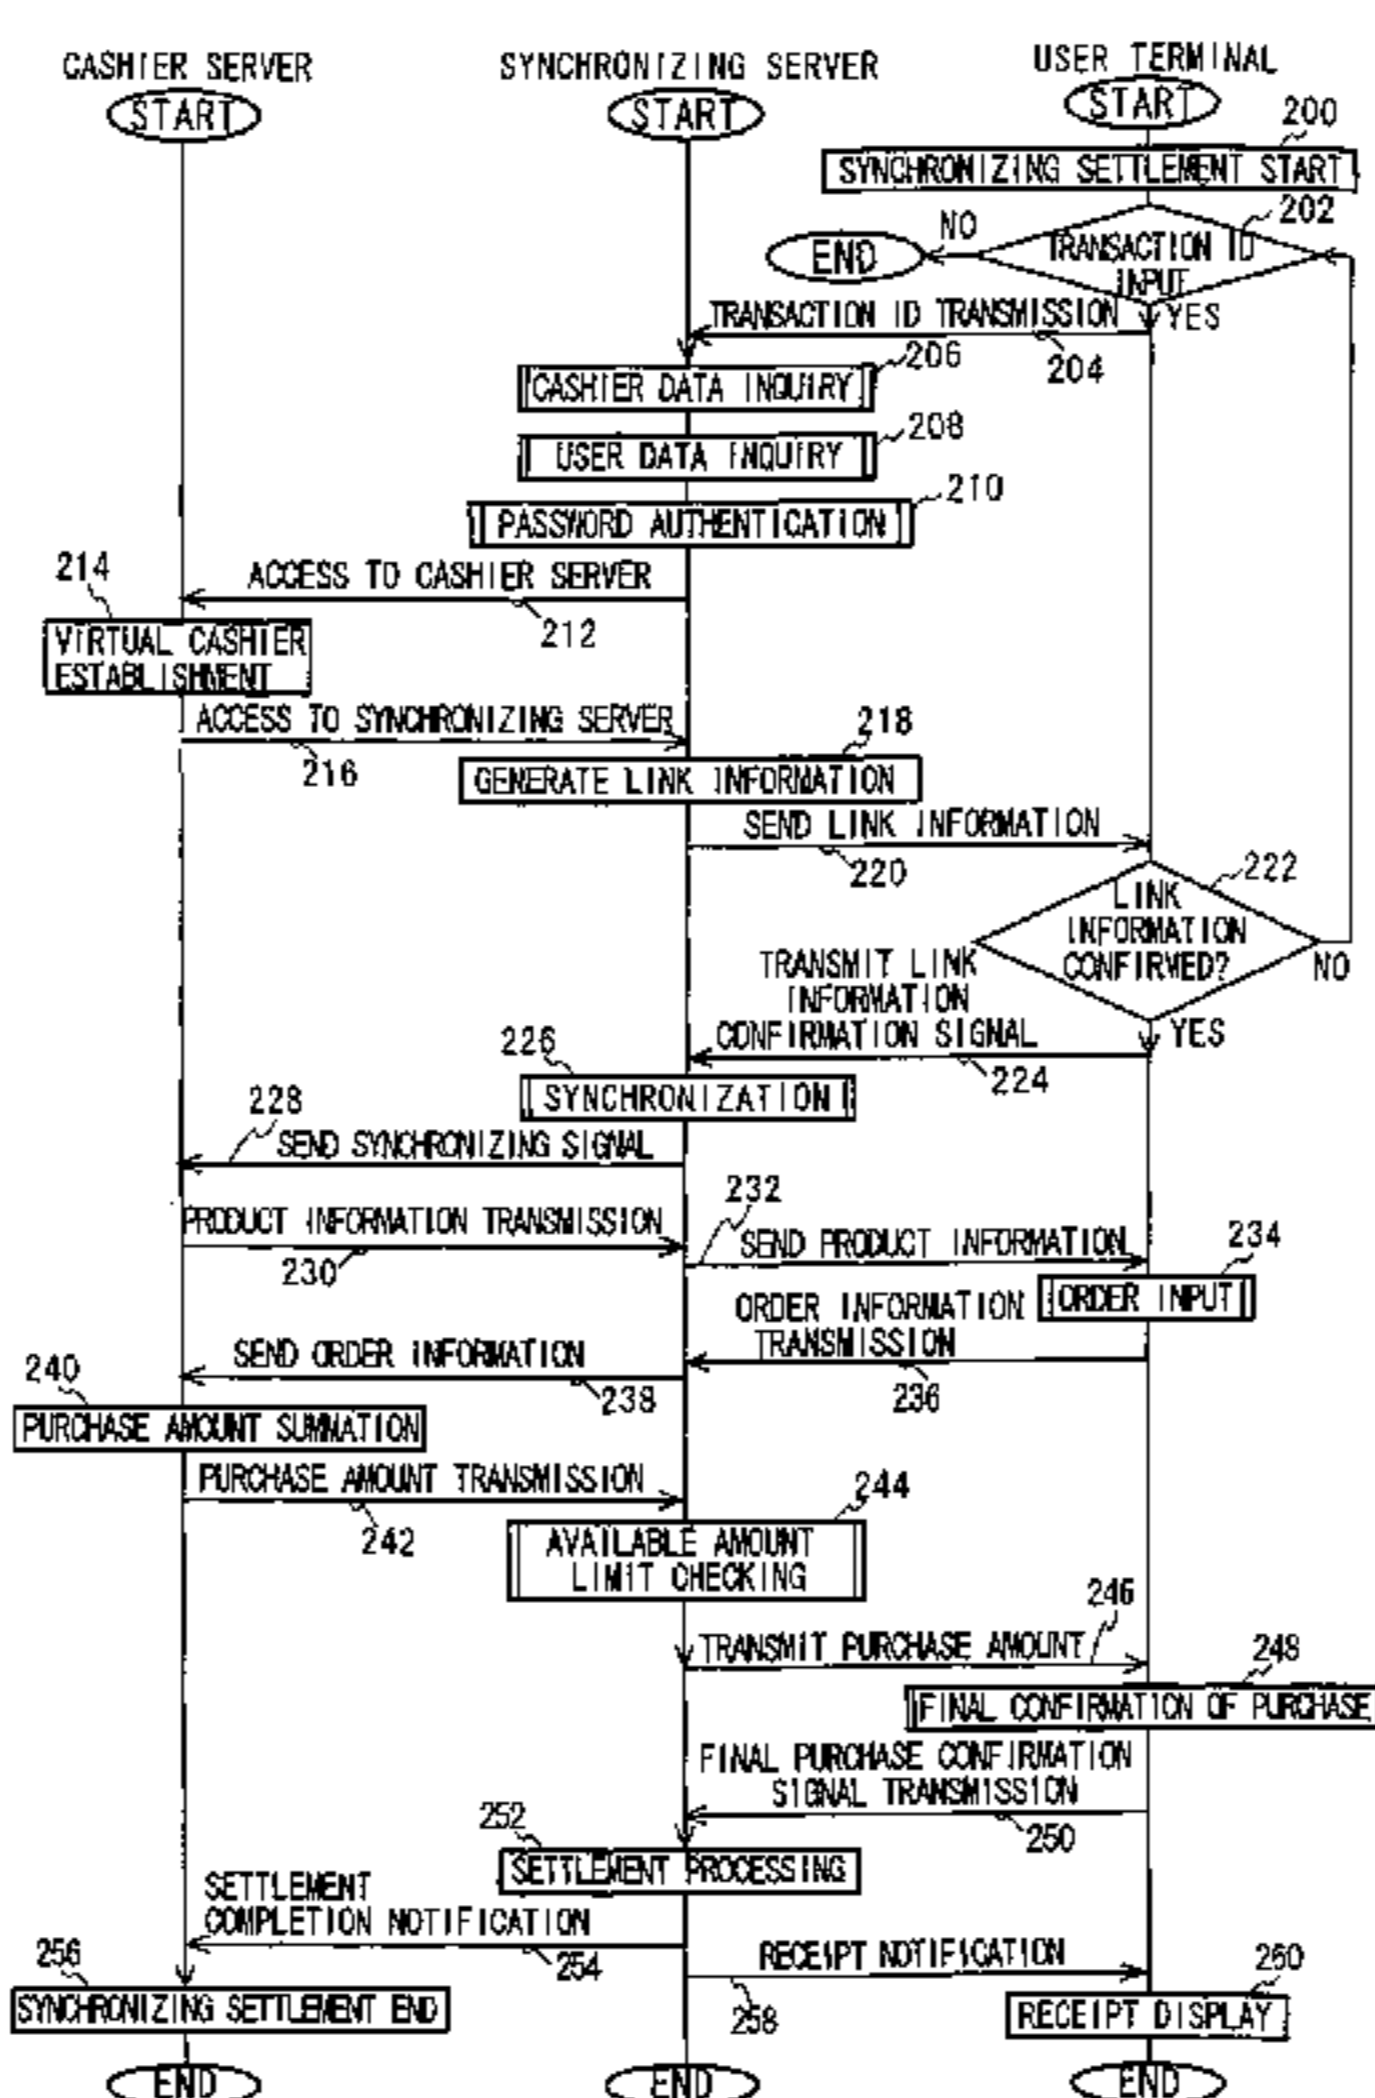 CASHIER SERVER
SYNCHRONIZING SERVER
USER TERMINAL
START
START
START
200
SYNCHRONIZING SETTLEMENT START
202
NO
TRANSACTION ID
INPUT
END
YES
TRANSACTION ID TRANSMISSION
204
206
CASHIER DATA INQUIRY
208
USER DATA INQUIRY
210
PASSWORD AUTHENTICATION
214
ACCESS TO CASHIER SERVER
212
VIRTUAL CASHIER
ESTABLISHMENT
ACCESS TO SYNCHRONIZING SERVER
216
218
GENERATE LINK INFORMATION
SEND LINK INFORMATION
220
222
LINK
INFORMATION
CONFIRMED?
NO
TRANSMIT LINK
INFORMATION
CONFIRMATION SIGNAL
YES
224
226
SYNCHRONIZATION
228
SEND SYNCHRONIZING SIGNAL
PRODUCT INFORMATION TRANSMISSION
230
232
SEND PRODUCT INFORMATION
234
ORDER INPUT
ORDER INFORMATION
TRANSMISSION
236
SEND ORDER INFORMATION
238
240
PURCHASE AMOUNT SUMMATION
PURCHASE AMOUNT TRANSMISSION
242
244
AVAILABLE AMOUNT
LIMIT CHECKING
246
TRANSMIT PURCHASE AMOUNT
248
FINAL CONFIRMATION OF PURCHASE
FINAL PURCHASE CONFIRMATION
SIGNAL TRANSMISSION
250
252
SETTLEMENT PROCESSING
SETTLEMENT
COMPLETION NOTIFICATION
254
256
SYNCHRONIZING SETTLEMENT END
RECEIPT NOTIFICATION
258
260
RECEIPT DISPLAY
END
END
END